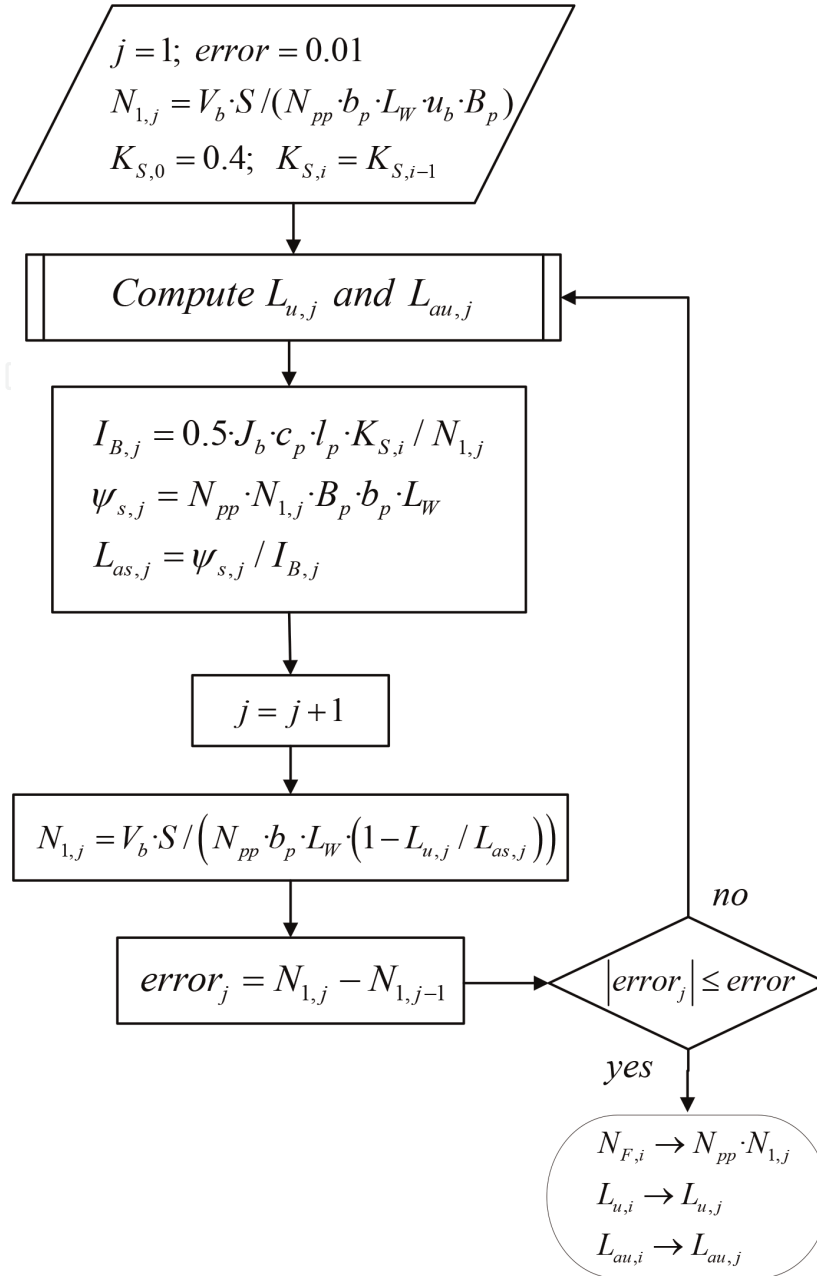 j = 1; error = 0.01
N_{1,j} = V_b·S/(N_{pp}·b_p·L_W·u_b·B_p)
K_{S,0} = 0.4; K_{S,i} = K_{S,i-1}
Compute L_{u,j} and L_{au,j}
I_{B,j} = 0.5·J_b·c_p·l_p·K_{S,i} / N_{1,j}
ψ_{s,j} = N_{pp}·N_{1,j}·B_p·b_p·L_W
L_{as,j} = ψ_{s,j} / I_{B,j}
j = j+1
N_{1,j} = V_b·S/(N_{pp}·b_p·L_W·(1−L_{u,j} / L_{as,j}))
error_j = N_{1,j} − N_{1,j-1}
|error_j| ≤ error
no
yes
N_{F,i} → N_{pp}·N_{1,j}
L_{u,i} → L_{u,j}
L_{au,i} → L_{au,j}